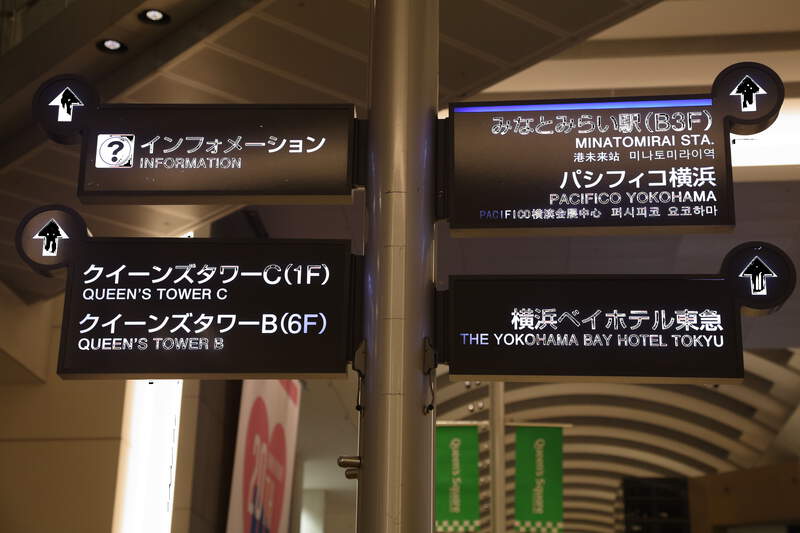 インフォメーション
INFORMATION
クイーンズタワーC(1F)
QUEEN'S TOWER C
クイーンズタワーB(6F)
QUEEN'S TOWER B
みなとみらい駅(B3F)
MINATOMIRAI STA.
港未来站 미나토미라이역
パシフィコ横浜
PACIFICO YOKOHAMA
PACIFICO横滨会展中心 퍼시피코 요코하마
横浜ベイホテル東急
THE YOKOHAMA BAY HOTEL TOKYU
Queen's Square
Queen's Square